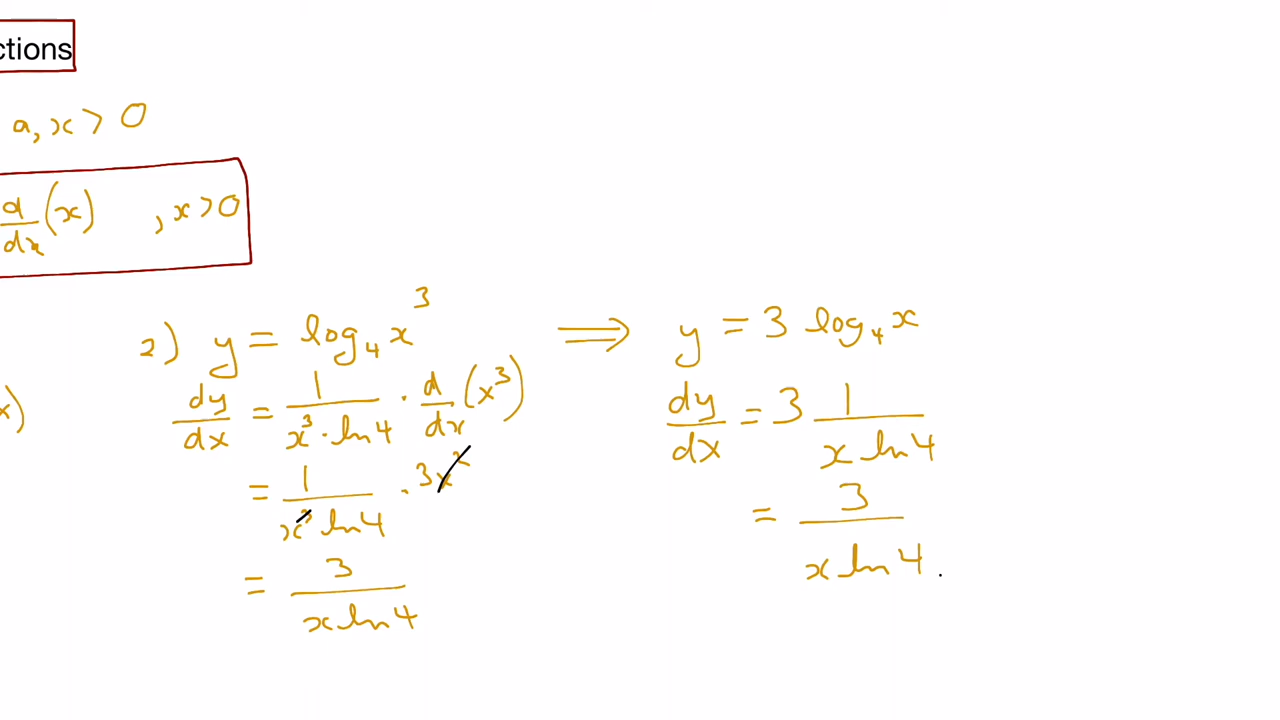 ctions
a, x > 0
d/dx (x) , x > 0
2) y = log₄ x³ ⟹ y = 3 log₄ x
x)
dy/dx = 1/(x³ · ln 4) · d/dx (x³)
dy/dx = 3 1/(x ln 4)
= 1/(x³ ln 4) · 3x²
= 3/(x ln 4)
= 3/(x ln 4).